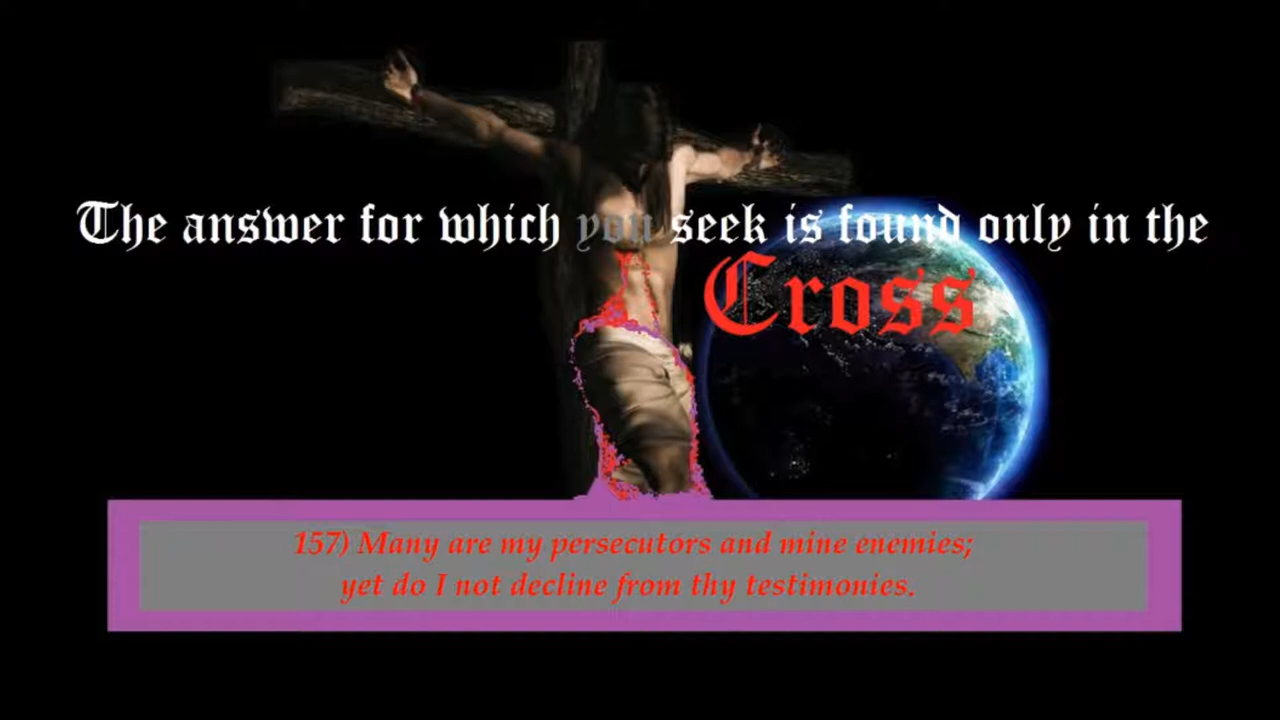 The answer for which you seek is found only in the
Cross
157) Many are my persecutors and mine enemies;
yet do I not decline from thy testimonies.